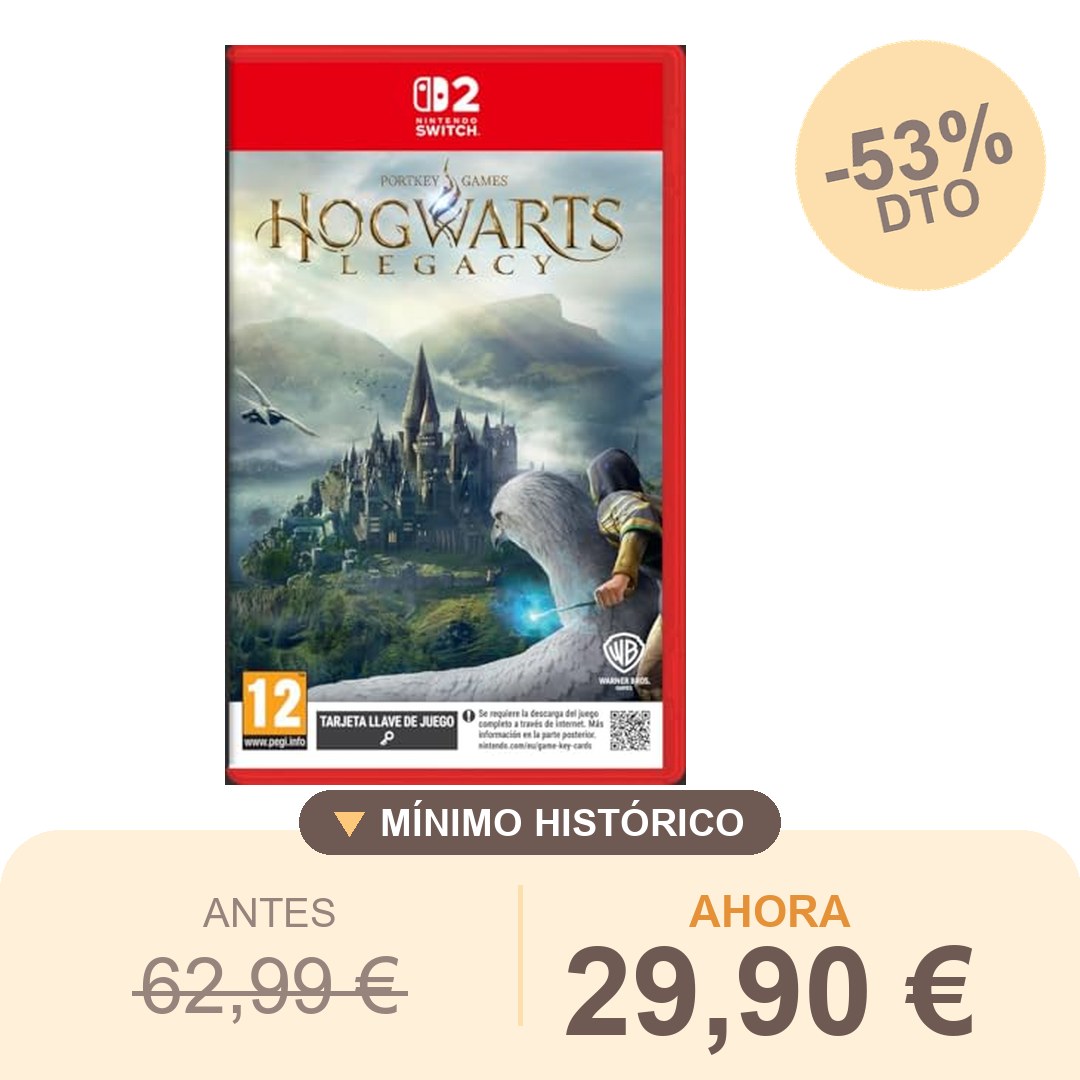 -53%
DTO
2
NINTENDO
SWITCH
PORTKEY GAMES
HOGWARTS
LEGACY
WB
WARNER BROS.
GAMES
12
www.pegi.info
TARJETA LLAVE DE JUEGO
Se requiere la descarga del juego
completo a través de internet. Más
información en la parte posterior.
nintendo.com/eu/game-key-cards
MÍNIMO HISTÓRICO
ANTES
62,99 €
AHORA
29,90 €